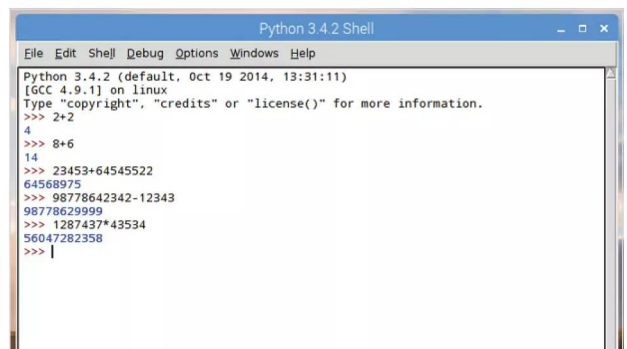 Python 3.4.2 Shell
File Edit Shell Debug Options Windows Help
Python 3.4.2 (default, Oct 19 2014, 13:31:11)
[GCC 4.9.1] on linux
Type "copyright", "credits" or "license()" for more information.
>>> 2+2
4
>>> 8+6
14
>>> 23453+64545522
64568975
>>> 98778642342-12343
98778629999
>>> 1287437*43534
56047282358
>>>